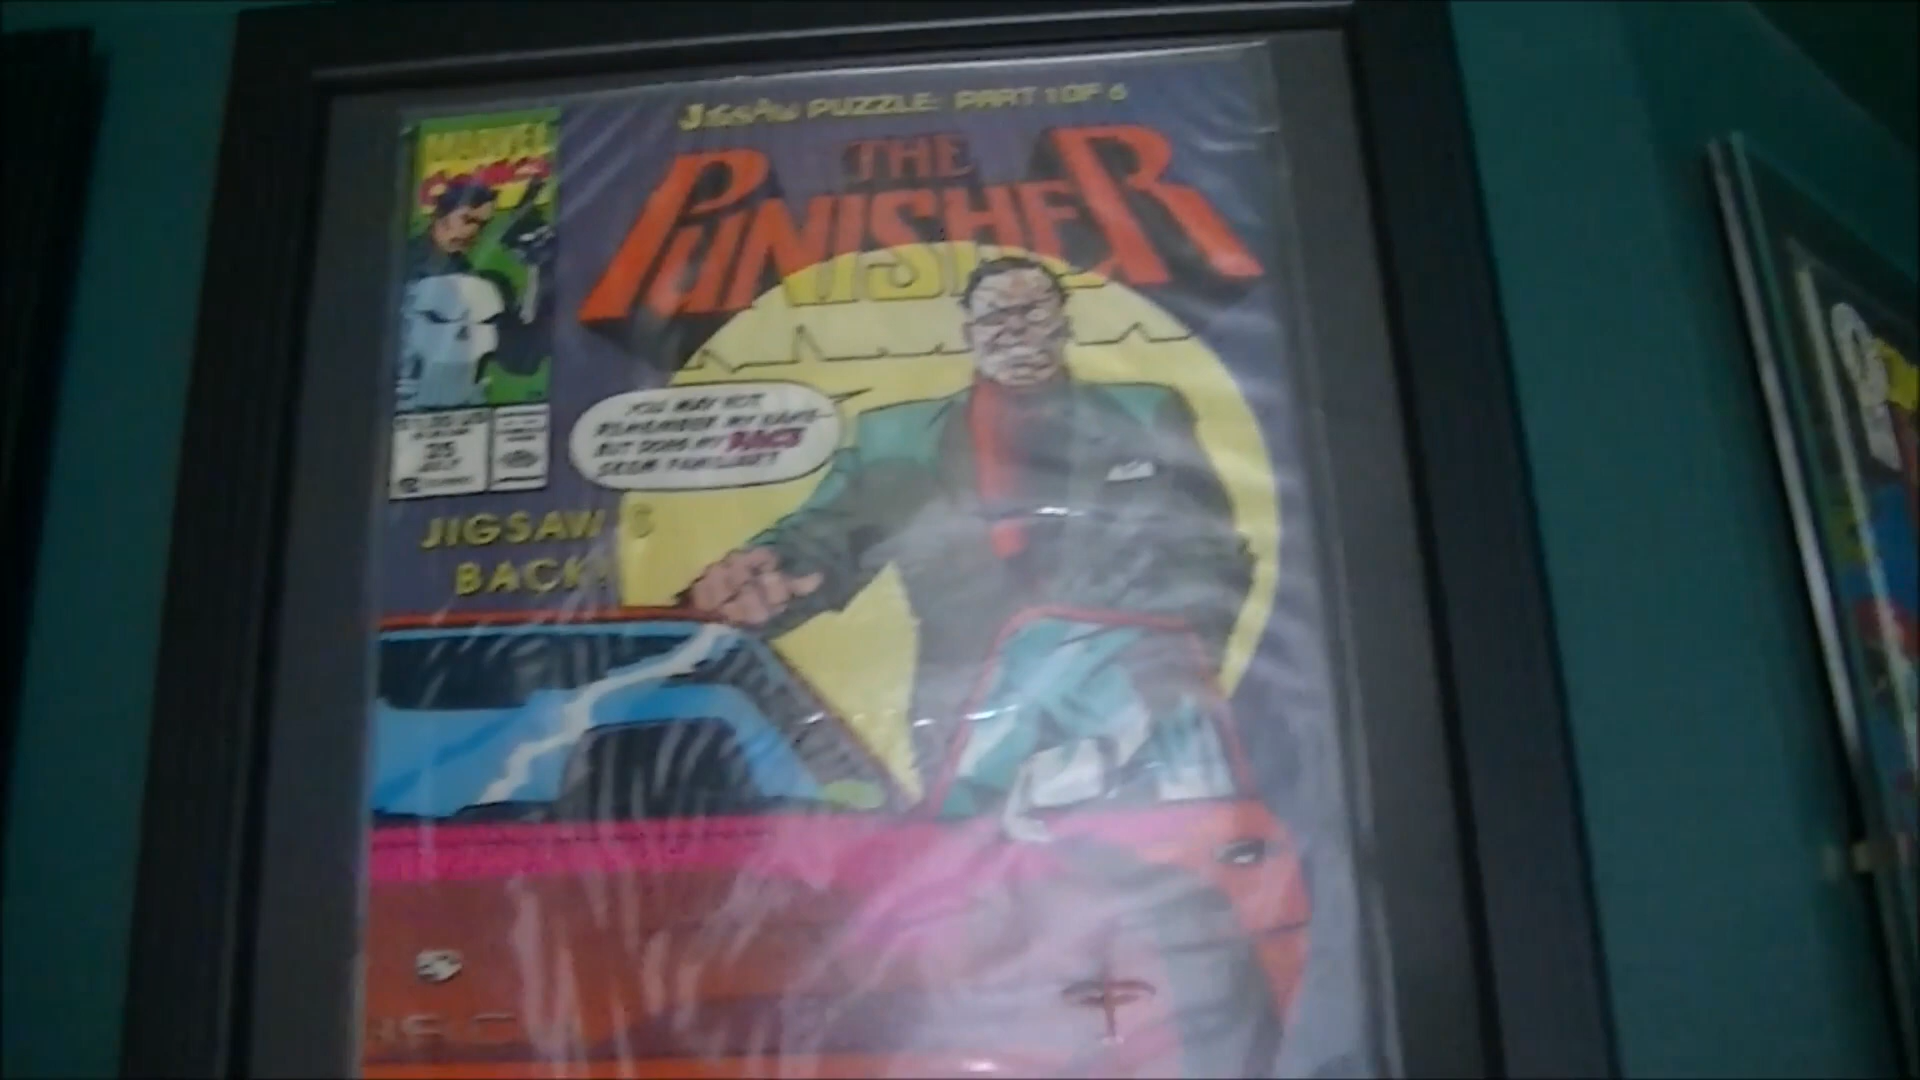 JIGSAW PUZZLE: PART 1 OF 6
MARVEL
COMICS
THE
PUNISHER
YOU MAY NOT
REMEMBER MY NAME--
BUT DOES MY FACE
SEEM FAMILIAR?
JIGSAW IS
BACK!